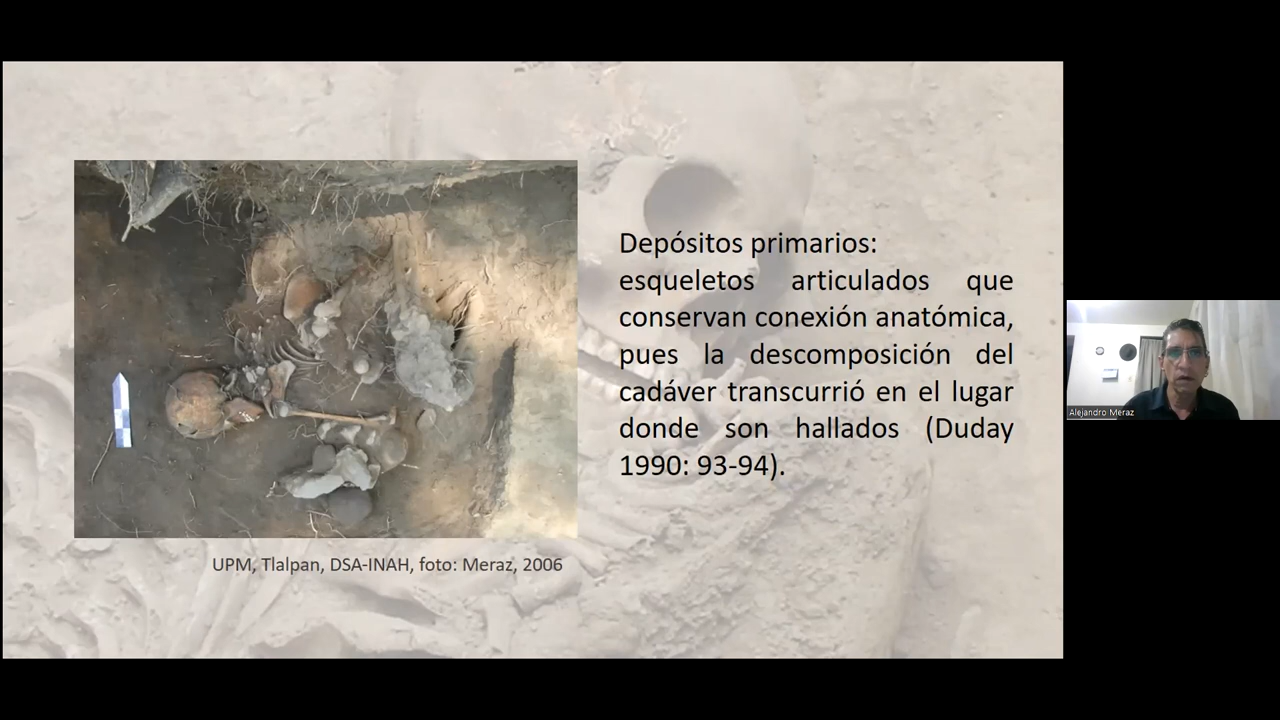 Depósitos primarios:
esqueletos articulados que
conservan conexión anatómica,
pues la descomposición del
cadáver transcurrió en el lugar
donde son hallados (Duday
1990: 93-94).
UPM, Tlalpan, DSA-INAH, foto: Meraz, 2006
Alejandro Meraz